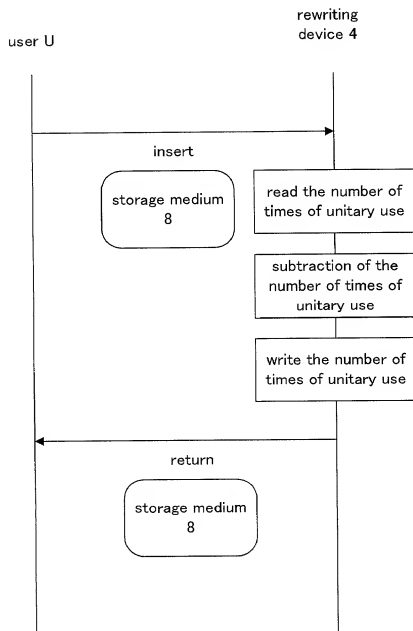 rewriting
device 4
user U
insert
storage medium
8
read the number of
times of unitary use
subtraction of the
number of times of
unitary use
write the number of
times of unitary use
return
storage medium
8